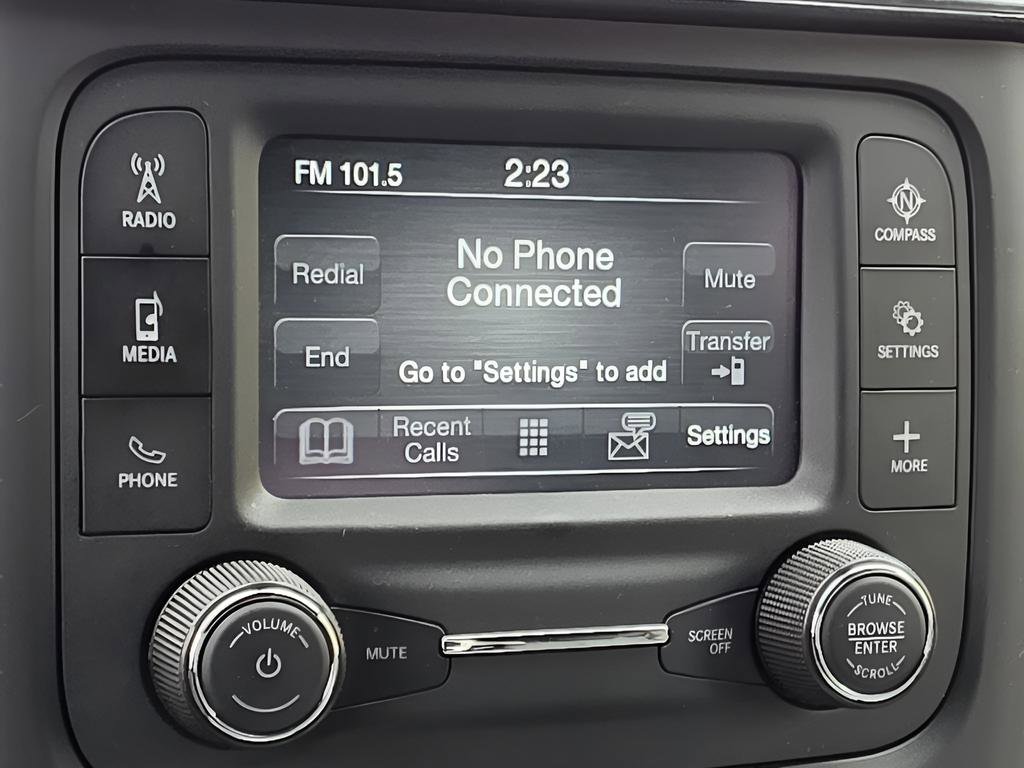 FM 101.5 2:23
RADIO
MEDIA
PHONE
Redial
End
No Phone
Connected
Go to "Settings" to add
Mute
Transfer
Recent
Calls
Settings
N
COMPASS
SETTINGS
MORE
VOLUME
MUTE
SCREEN
OFF
TUNE
BROWSE
ENTER
SCROLL